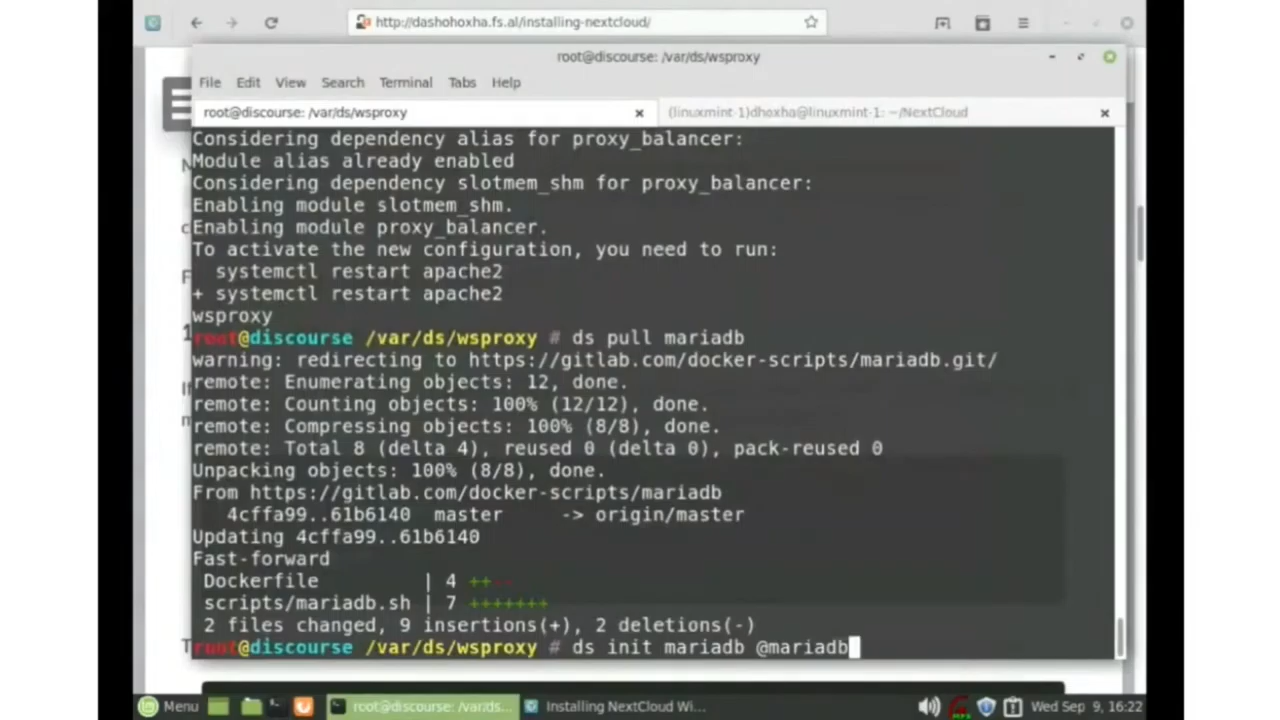 http://dashohoxha.fs.al/installing-nextcloud/
root@discourse: /var/ds/wsproxy
File Edit View Search Terminal Tabs Help
root@discourse: /var/ds/wsproxy
(linuxmint-1)dhoxha@linuxmint-1: ~/NextCloud
Considering dependency alias for proxy_balancer:
Module alias already enabled
Considering dependency slotmem_shm for proxy_balancer:
Enabling module slotmem_shm.
Enabling module proxy_balancer.
To activate the new configuration, you need to run:
  systemctl restart apache2
+ systemctl restart apache2
wsproxy
root@discourse /var/ds/wsproxy # ds pull mariadb
warning: redirecting to https://gitlab.com/docker-scripts/mariadb.git/
remote: Enumerating objects: 12, done.
remote: Counting objects: 100% (12/12), done.
remote: Compressing objects: 100% (8/8), done.
remote: Total 8 (delta 4), reused 0 (delta 0), pack-reused 0
Unpacking objects: 100% (8/8), done.
From https://gitlab.com/docker-scripts/mariadb
   4cffa99..61b6140  master     -> origin/master
Updating 4cffa99..61b6140
Fast-forward
 Dockerfile         | 4 ++--
 scripts/mariadb.sh | 7 +++++++
 2 files changed, 9 insertions(+), 2 deletions(-)
root@discourse /var/ds/wsproxy # ds init mariadb @mariadb
Menu
root@discourse: /var/ds...
Installing NextCloud Wi...
Wed Sep 9, 16:22